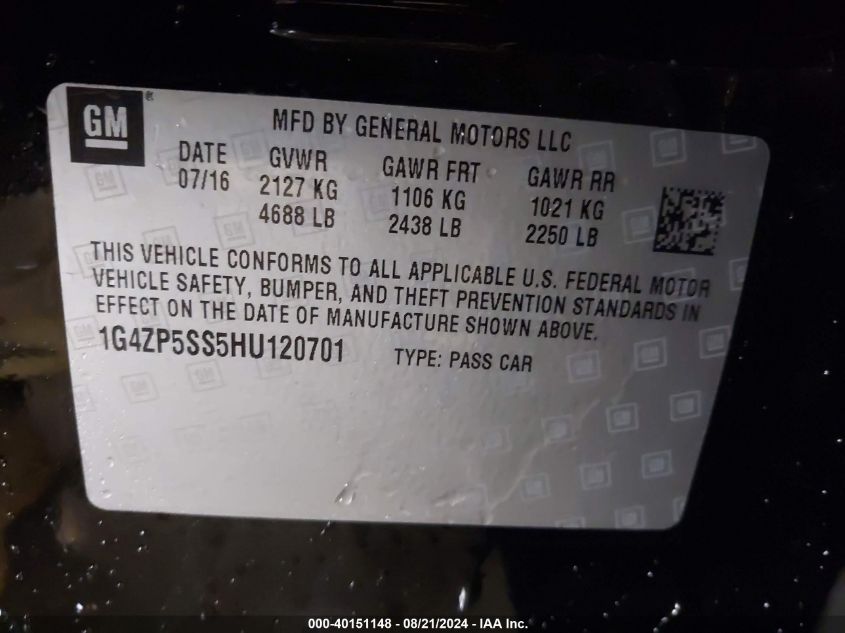 GM
MFD BY GENERAL MOTORS LLC
DATE GVWR GAWR FRT GAWR RR
07/16 2127 KG 1106 KG 1021 KG
4688 LB 2438 LB 2250 LB
THIS VEHICLE CONFORMS TO ALL APPLICABLE U.S. FEDERAL MOTOR
VEHICLE SAFETY, BUMPER, AND THEFT PREVENTION STANDARDS IN
EFFECT ON THE DATE OF MANUFACTURE SHOWN ABOVE.
1G4ZP5SS5HU120701 TYPE: PASS CAR
000-40151148 - 08/21/2024 - IAA Inc.